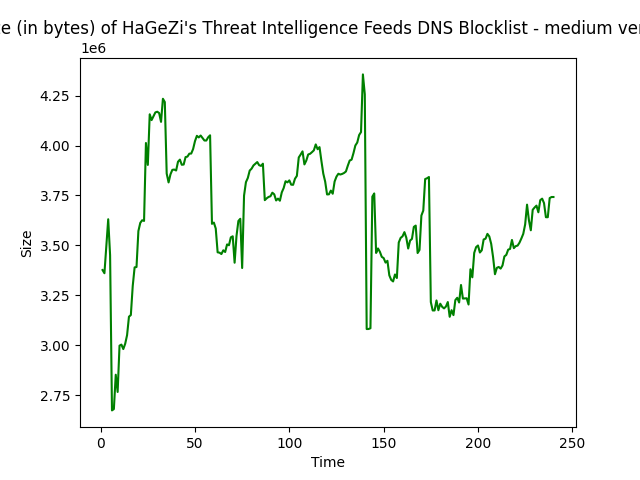 e (in bytes) of HaGeZi's Threat Intelligence Feeds DNS Blocklist - medium ver
1e6
4.25
4.00
3.75
3.50
3.25
3.00
2.75
Size
0 50 100 150 200 250
Time